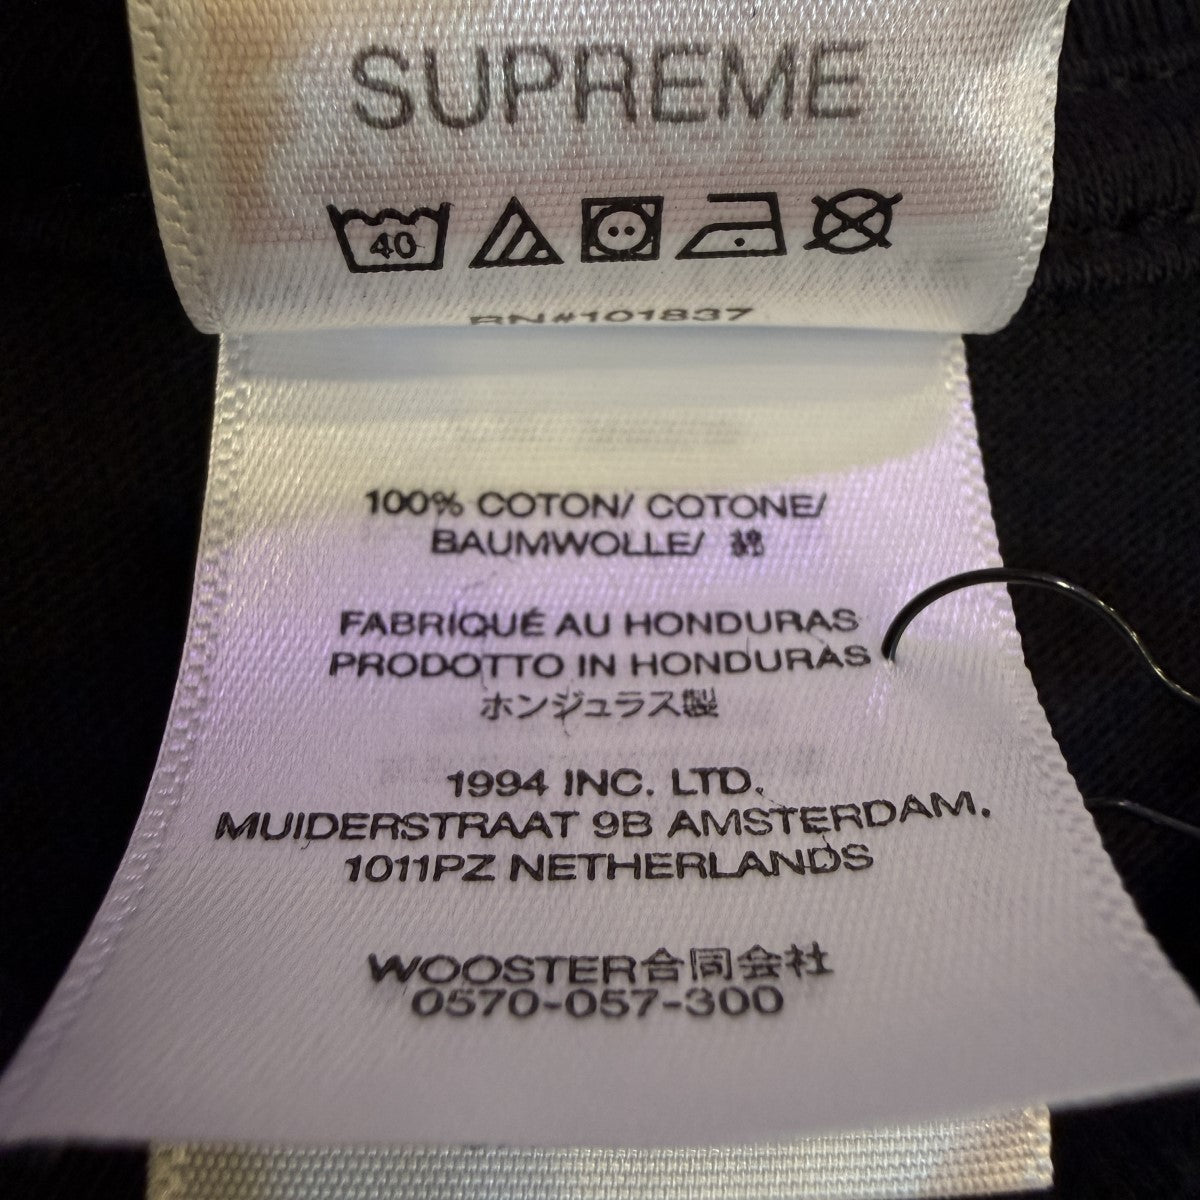 SUPREME
40
RN#101837
100% COTON/ COTONE/
BAUMWOLLE/ 綿
FABRIQUÉ AU HONDURAS
PRODOTTO IN HONDURAS
ホンジュラス製
1994 INC. LTD.
MUIDERSTRAAT 9B AMSTERDAM.
1011PZ NETHERLANDS
WOOSTER合同会社
0570-057-300